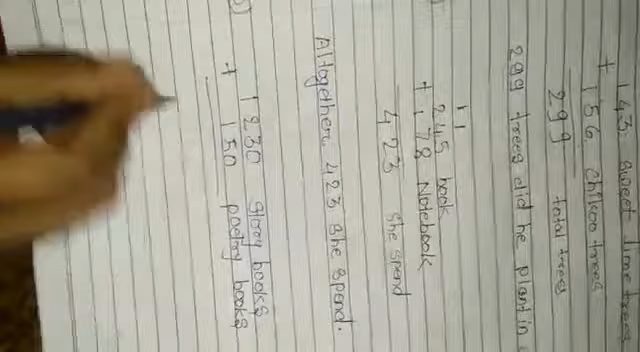 143 sweet lime trees
+ 156 chikoo trees
299 total trees
299 trees did he plant in
11
245 book
+ 178 Notebook
423 she spend
Altogether 423 she spend.
1230 story books
+ 150 poetry books